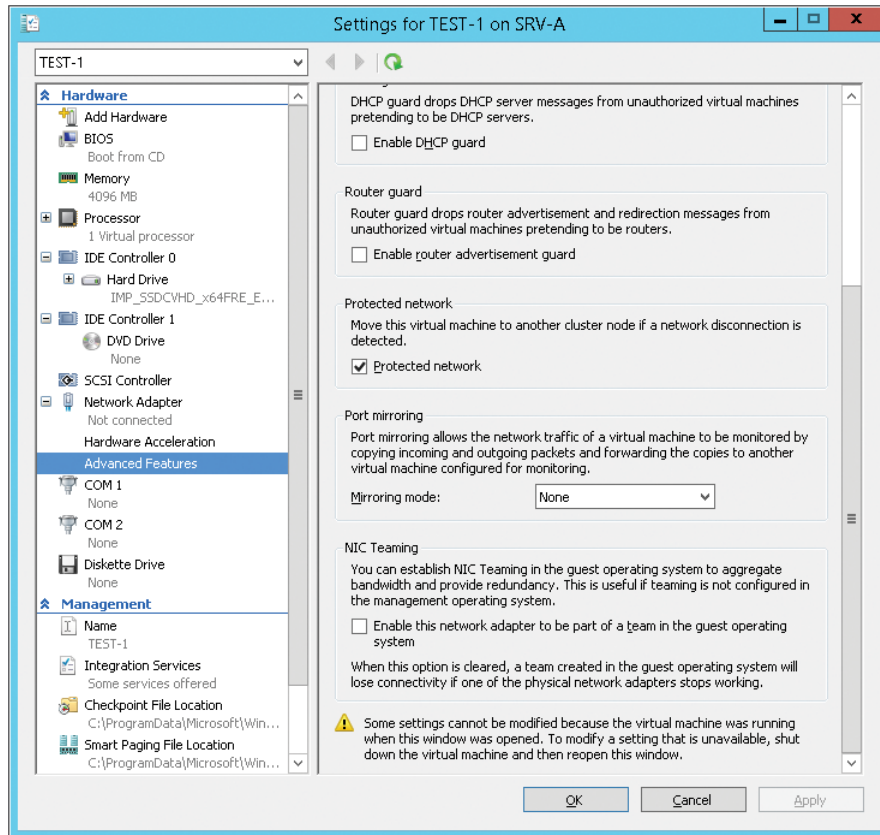 Settings for TEST-1 on SRV-A
TEST-1
Hardware
Add Hardware
BIOS
Boot from CD
Memory
4096 MB
Processor
1 Virtual processor
IDE Controller 0
Hard Drive
IMP_SSDCVHD_x64FRE_E...
IDE Controller 1
DVD Drive
None
SCSI Controller
Network Adapter
Not connected
Hardware Acceleration
Advanced Features
COM 1
None
COM 2
None
Diskette Drive
None
Management
Name
TEST-1
Integration Services
Some services offered
Checkpoint File Location
C:\ProgramData\Microsoft\Win...
Smart Paging File Location
C:\ProgramData\Microsoft\Win...
DHCP guard drops DHCP server messages from unauthorized virtual machines
pretending to be DHCP servers.
Enable DHCP guard
Router guard
Router guard drops router advertisement and redirection messages from
unauthorized virtual machines pretending to be routers.
Enable router advertisement guard
Protected network
Move this virtual machine to another cluster node if a network disconnection is
detected.
Protected network
Port mirroring
Port mirroring allows the network traffic of a virtual machine to be monitored by
copying incoming and outgoing packets and forwarding the copies to another
virtual machine configured for monitoring.
Mirroring mode:
None
NIC Teaming
You can establish NIC Teaming in the guest operating system to aggregate
bandwidth and provide redundancy. This is useful if teaming is not configured in
the management operating system.
Enable this network adapter to be part of a team in the guest operating
system
When this option is cleared, a team created in the guest operating system will
lose connectivity if one of the physical network adapters stops working.
Some settings cannot be modified because the virtual machine was running
when this window was opened. To modify a setting that is unavailable, shut
down the virtual machine and then reopen this window.
OK
Cancel
Apply